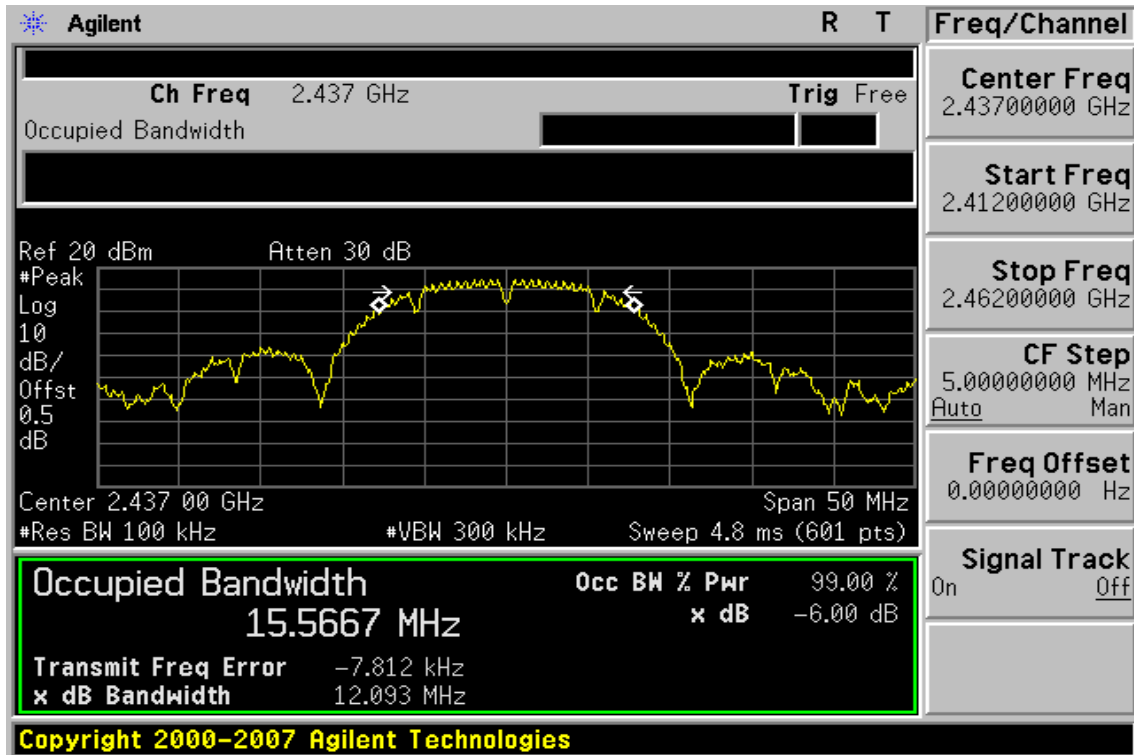 Agilent R T
Freq/Channel
Ch Freq 2.437 GHz Trig Free
Occupied Bandwidth
Center Freq
2.43700000 GHz
Start Freq
2.41200000 GHz
Stop Freq
2.46200000 GHz
CF Step
5.00000000 MHz
Auto Man
Freq Offset
0.00000000 Hz
Signal Track
On Off
Ref 20 dBm Atten 30 dB
#Peak
Log
10
dB/
Offst
0.5
dB
Center 2.437 00 GHz Span 50 MHz
#Res BW 100 kHz #VBW 300 kHz Sweep 4.8 ms (601 pts)
Occupied Bandwidth Occ BW % Pwr 99.00 %
15.5667 MHz x dB -6.00 dB
Transmit Freq Error -7.812 kHz
x dB Bandwidth 12.093 MHz
Copyright 2000-2007 Agilent Technologies